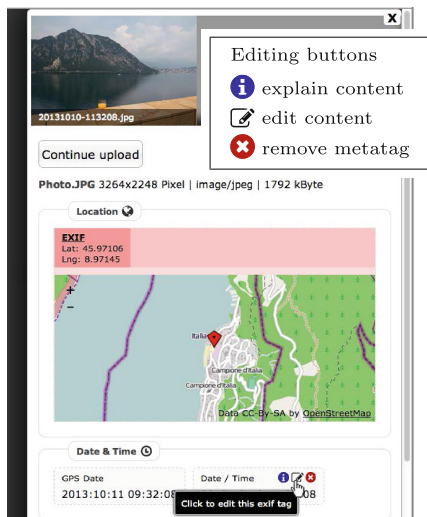 X
20131010-113208.jpg
Editing buttons
explain content
edit content
remove metatag
Continue upload
Photo.JPG 3264x2248 Pixel | image/jpeg | 1792 kByte
Location
EXIF
Lat: 45.97106
Lng: 8.97145
+
−
Italia
Campione d'Italia
Campione d'Italia
Data CC-By-SA by OpenStreetMap
Date & Time
GPS Date
Date / Time
2013:10:11 09:32:08
08
Click to edit this exif tag